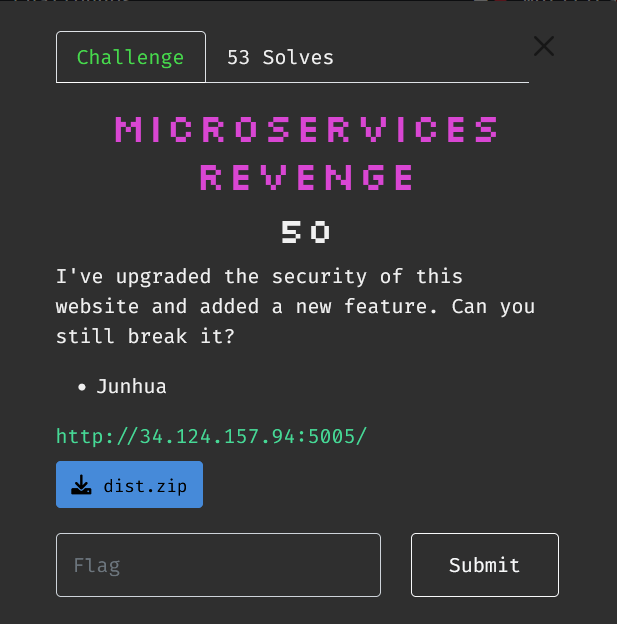 Challenge
53 Solves
MICROSERVICES
REVENGE
50
I've upgraded the security of this
website and added a new feature. Can you
still break it?
• Junhua
http://34.124.157.94:5005/
dist.zip
Flag
Submit